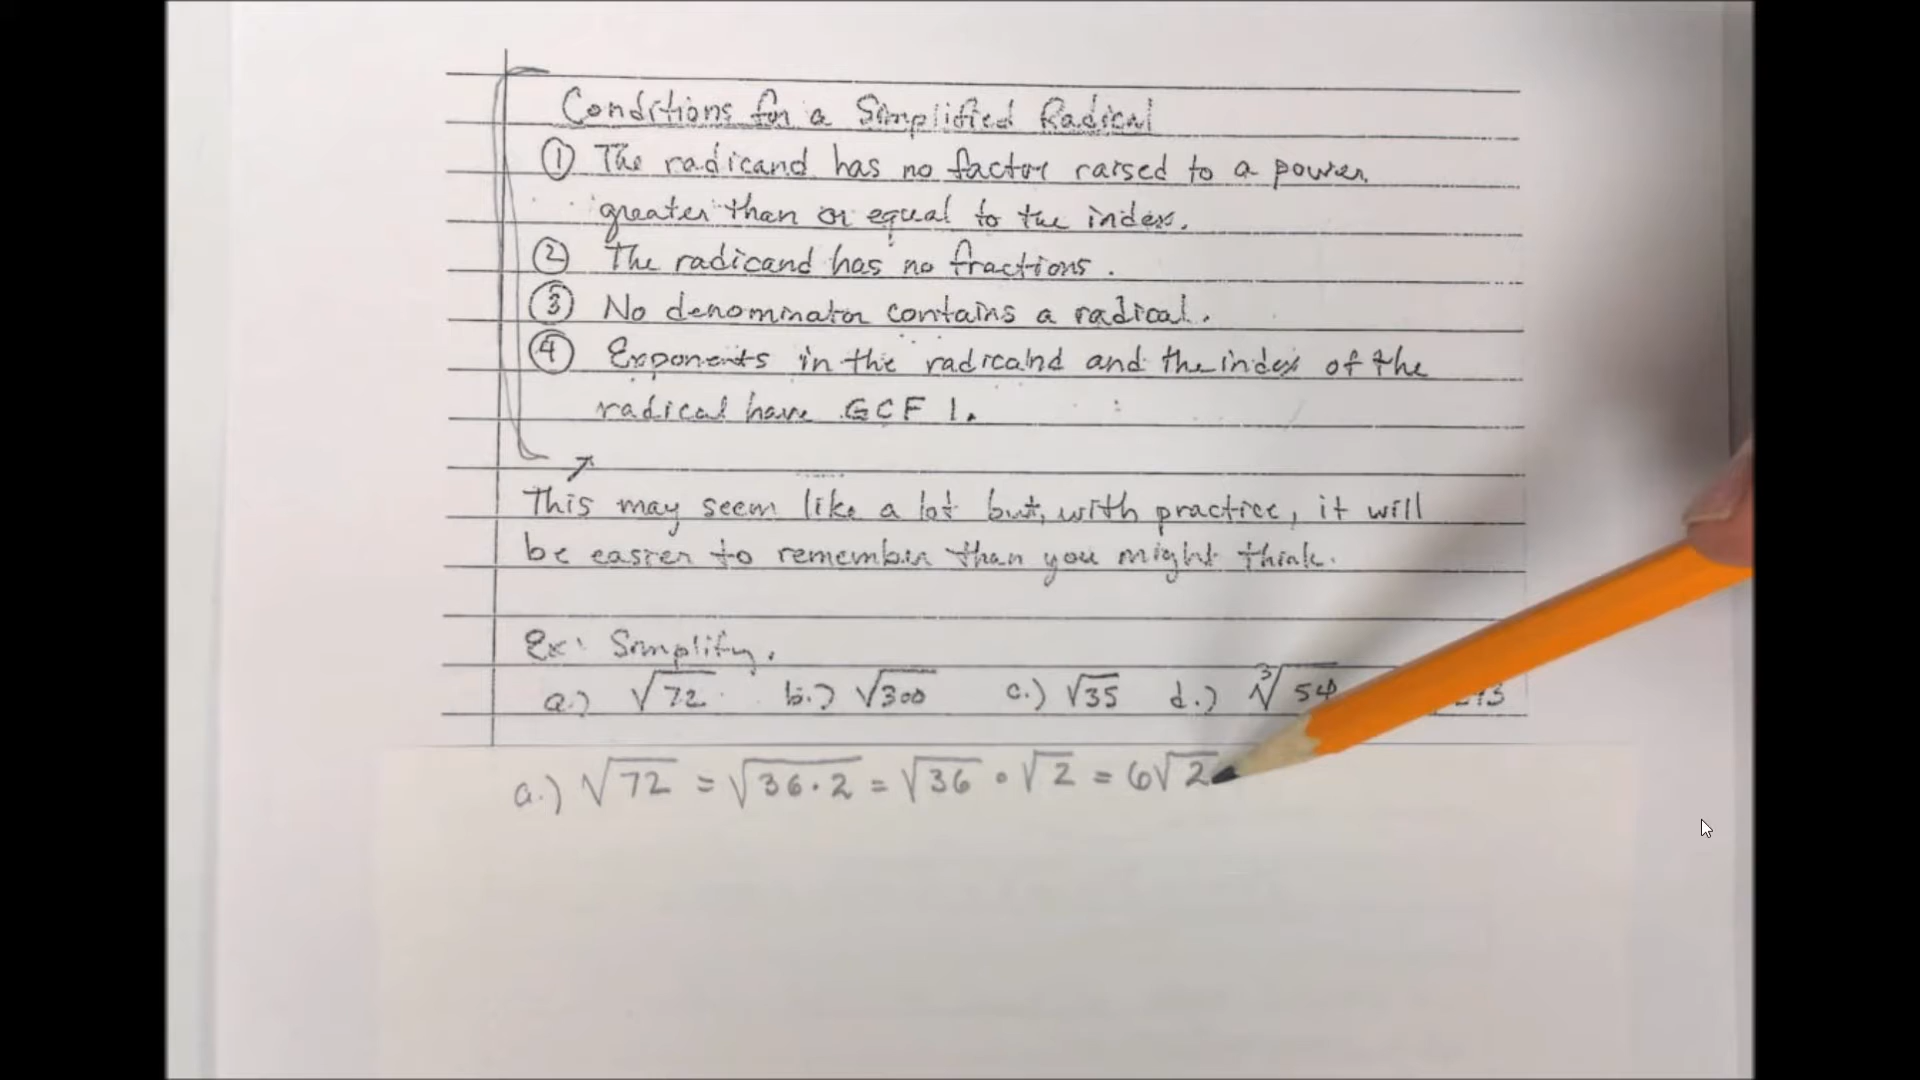 Conditions for a Simplified Radical
① The radicand has no factor raised to a power
greater than or equal to the index.
② The radicand has no fractions.
③ No denominator contains a radical.
④ Exponents in the radicand and the index of the
radical have GCF 1.
This may seem like a lot but, with practice, it will
be easier to remember than you might think.
Ex: Simplify.
a.) √72 b.) √300 c.) √35 d.) ∛54
a.) √72 = √36·2 = √36 · √2 = 6√2